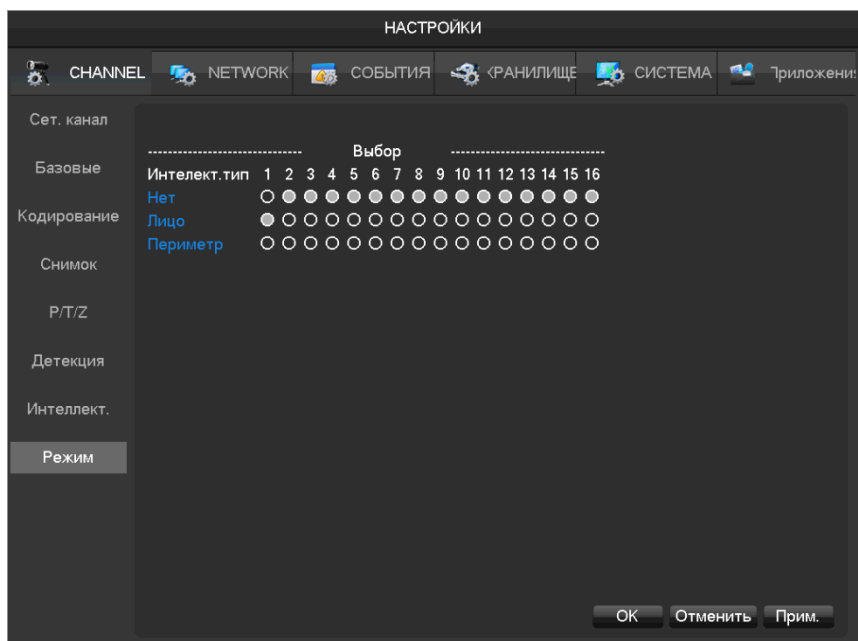 НАСТРОЙКИ
CHANNEL NETWORK СОБЫТИЯ ХРАНИЛИЩЕ СИСТЕМА Приложени:
Сет. канал
Базовые
Кодирование
Снимок
P/T/Z
Детекция
Интеллект.
Режим
------------------------------ Выбор ------------------------------
Интелект.тип 1 2 3 4 5 6 7 8 9 10 11 12 13 14 15 16
Нет
Лицо
Периметр
OK Отменить Прим.